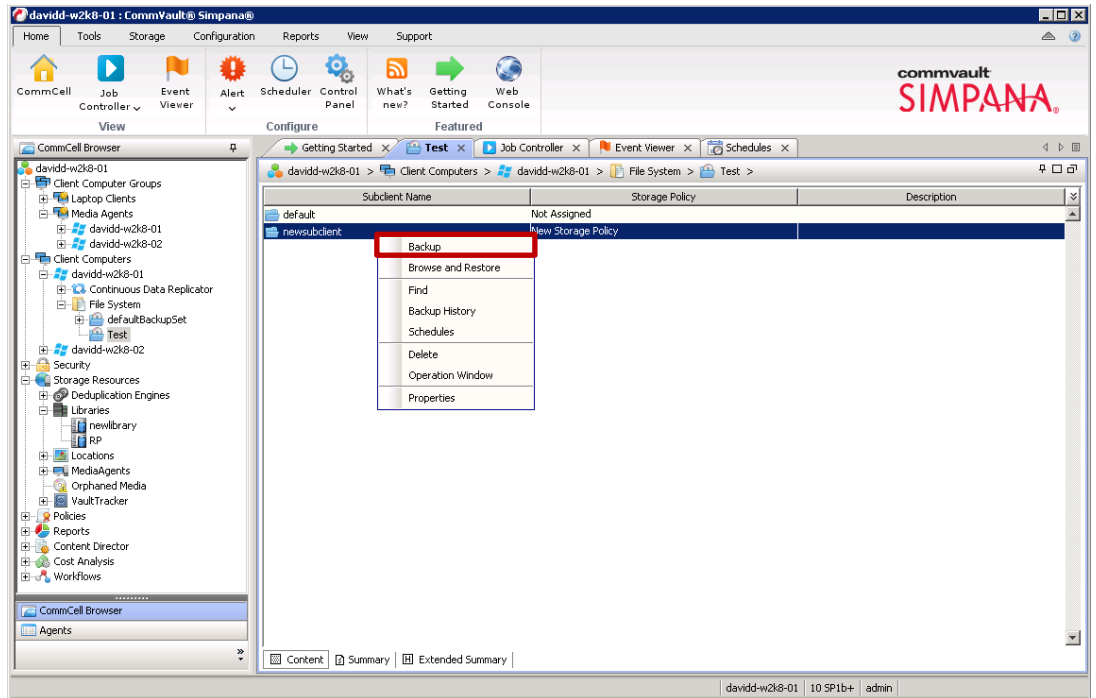 davidd-w2k8-01 : CommVault® Simpana®
Home Tools Storage Configuration Reports View Support
CommCell
Job Controller
Event Viewer
Alert
Scheduler
Control Panel
What's new?
Getting Started
Web Console
View
Configure
Featured
commvault
SIMPANA®
CommCell Browser
Getting Started
Test
Job Controller
Event Viewer
Schedules
davidd-w2k8-01
Client Computer Groups
Laptop Clients
Media Agents
davidd-w2k8-01
davidd-w2k8-02
Client Computers
davidd-w2k8-01
Continuous Data Replicator
File System
defaultBackupSet
Test
davidd-w2k8-02
Security
Storage Resources
Deduplication Engines
Libraries
newlibrary
RP
Locations
MediaAgents
Orphaned Media
VaultTracker
Policies
Reports
Content Director
Cost Analysis
Workflows
CommCell Browser
Agents
davidd-w2k8-01 > Client Computers > davidd-w2k8-01 > File System > Test >
Subclient Name Storage Policy Description
default Not Assigned
newsubclient New Storage Policy
Backup
Browse and Restore
Find
Backup History
Schedules
Delete
Operation Window
Properties
Content Summary Extended Summary
davidd-w2k8-01 10 SP1b+ admin